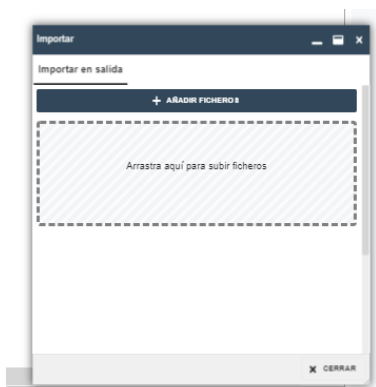 Importar
Importar en salida
+ AÑADIR FICHEROS
Arrastra aquí para subir ficheros
x CERRAR